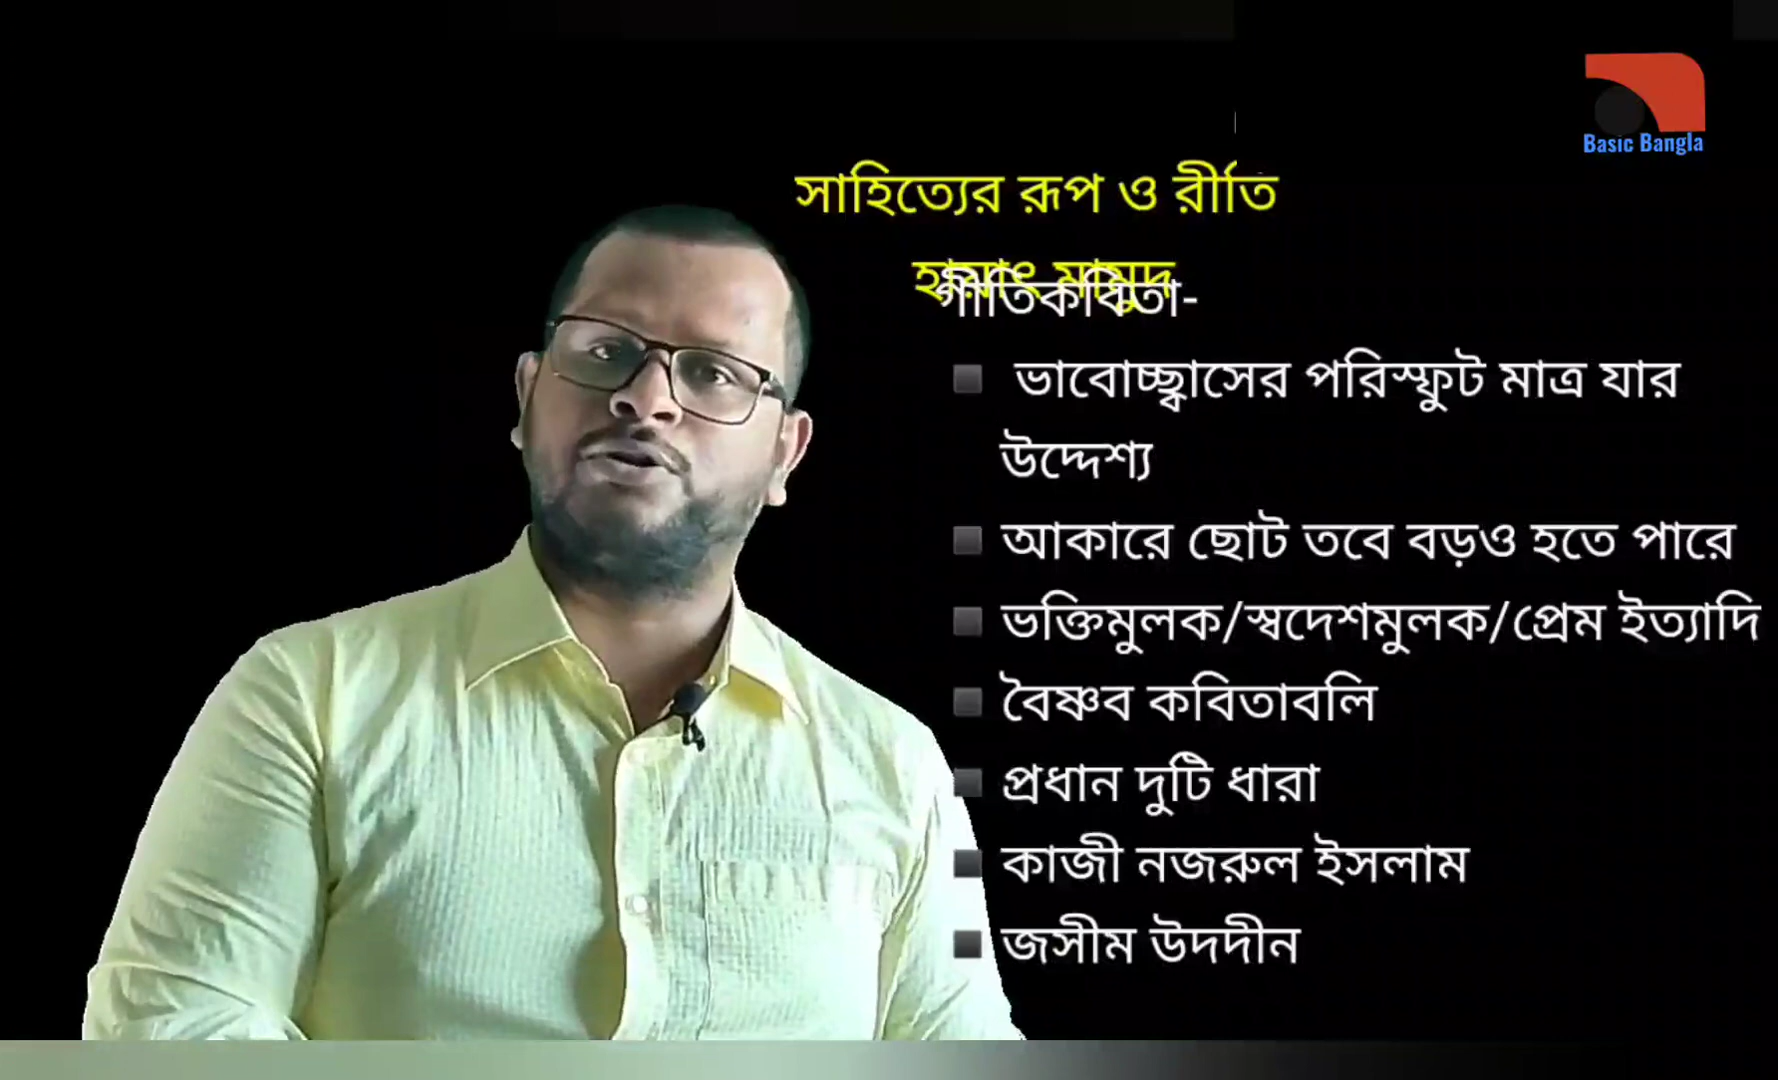 Basic Bangla
সাহিত্যের রূপ ও রীতি
হায়াৎ মামুদ
গীতিকবিতা-
ভাবোচ্ছ্বাসের পরিস্ফুট মাত্র যার
উদ্দেশ্য
আকারে ছোট তবে বড়ও হতে পারে
ভক্তিমুলক/স্বদেশমুলক/প্রেম ইত্যাদি
বৈষ্ণব কবিতাবলি
প্রধান দুটি ধারা
কাজী নজরুল ইসলাম
জসীম উদদীন